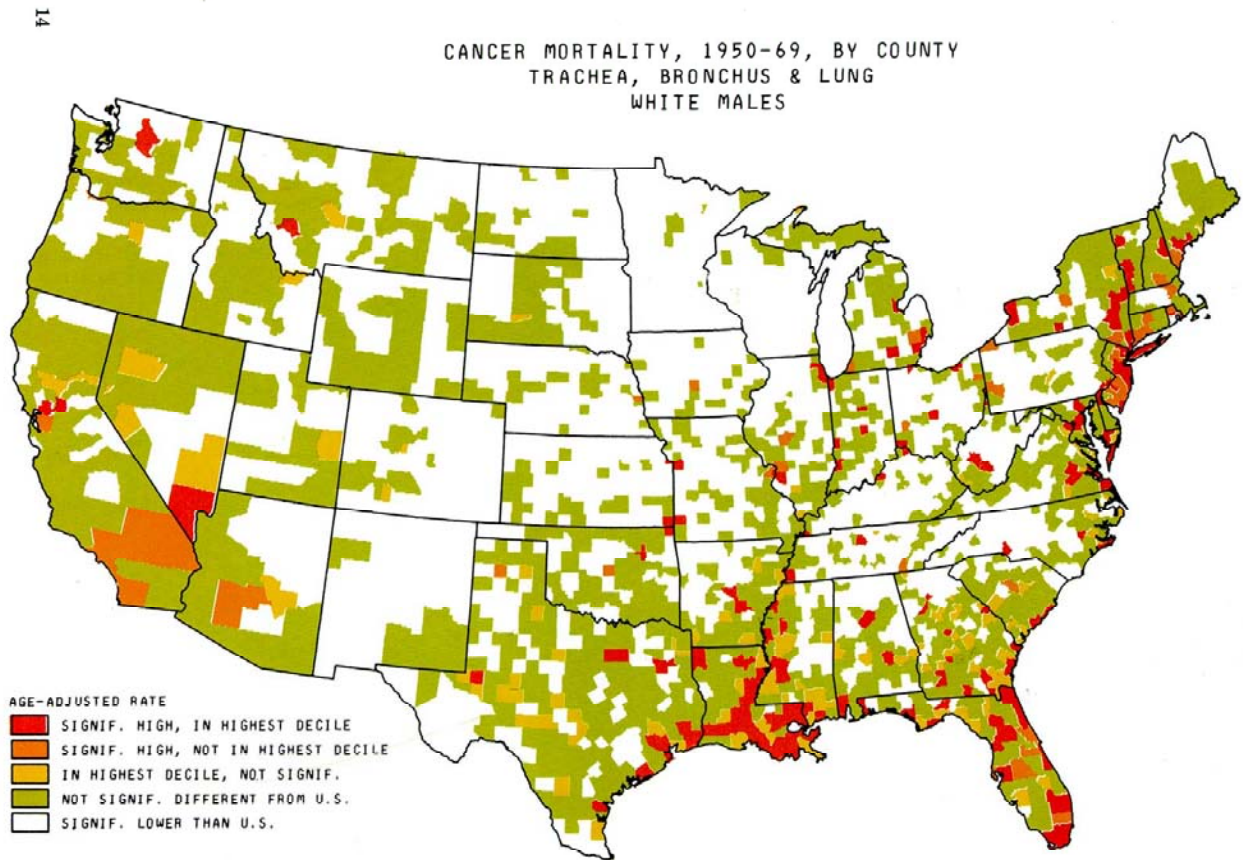 14
CANCER MORTALITY, 1950-69, BY COUNTY
TRACHEA, BRONCHUS & LUNG
WHITE MALES
AGE-ADJUSTED RATE
SIGNIF. HIGH, IN HIGHEST DECILE
SIGNIF. HIGH, NOT IN HIGHEST DECILE
IN HIGHEST DECILE, NOT SIGNIF.
NOT SIGNIF. DIFFERENT FROM U.S.
SIGNIF. LOWER THAN U.S.